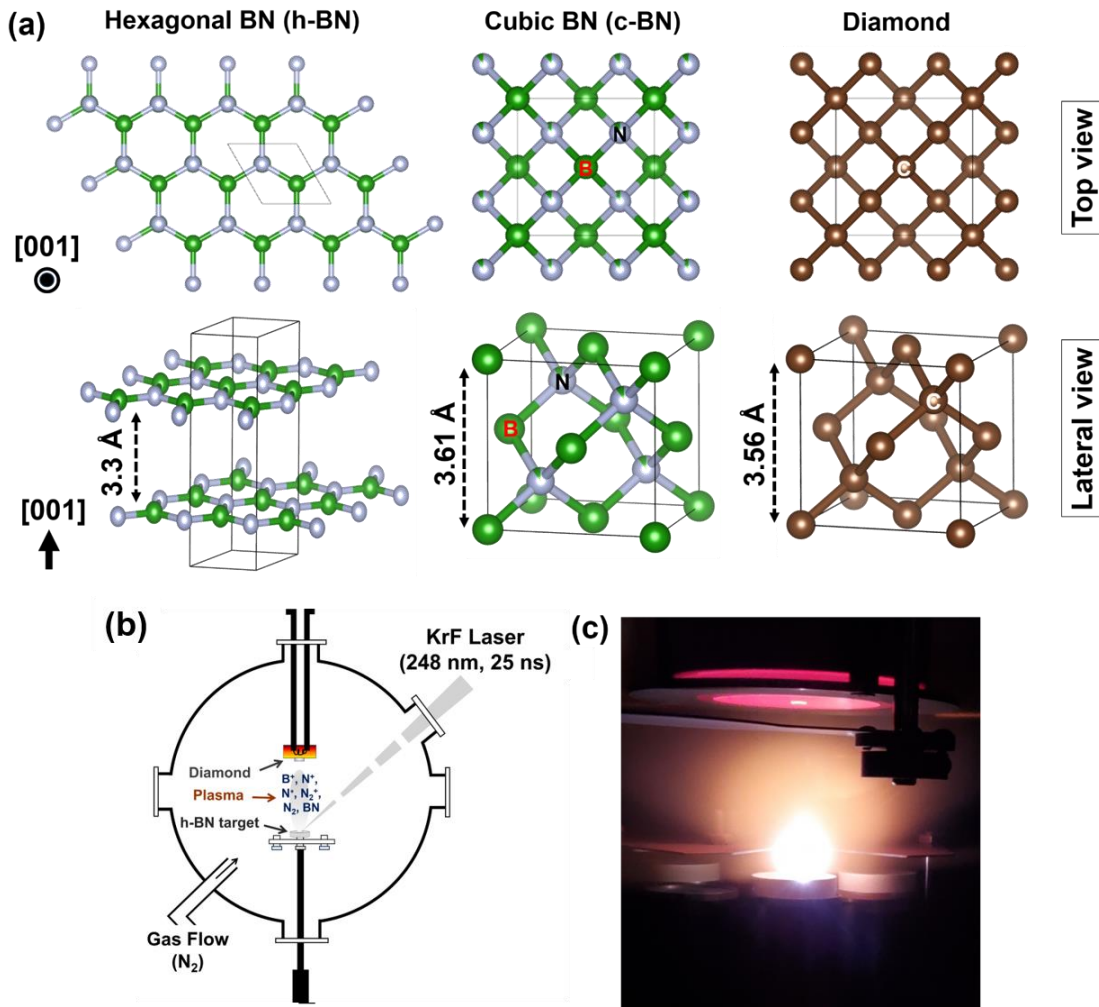 (a)
Hexagonal BN (h-BN)
Cubic BN (c-BN)
Diamond
N
B
C
Top view
[001]
3.3 Å
[001]
N
B
3.61 Å
C
3.56 Å
Lateral view
(b)
KrF Laser
(248 nm, 25 ns)
Diamond
Plasma
h-BN target
B⁺, N⁺,
N⁺, N₂⁺,
N₂, BN
Gas Flow
(N₂)
(c)